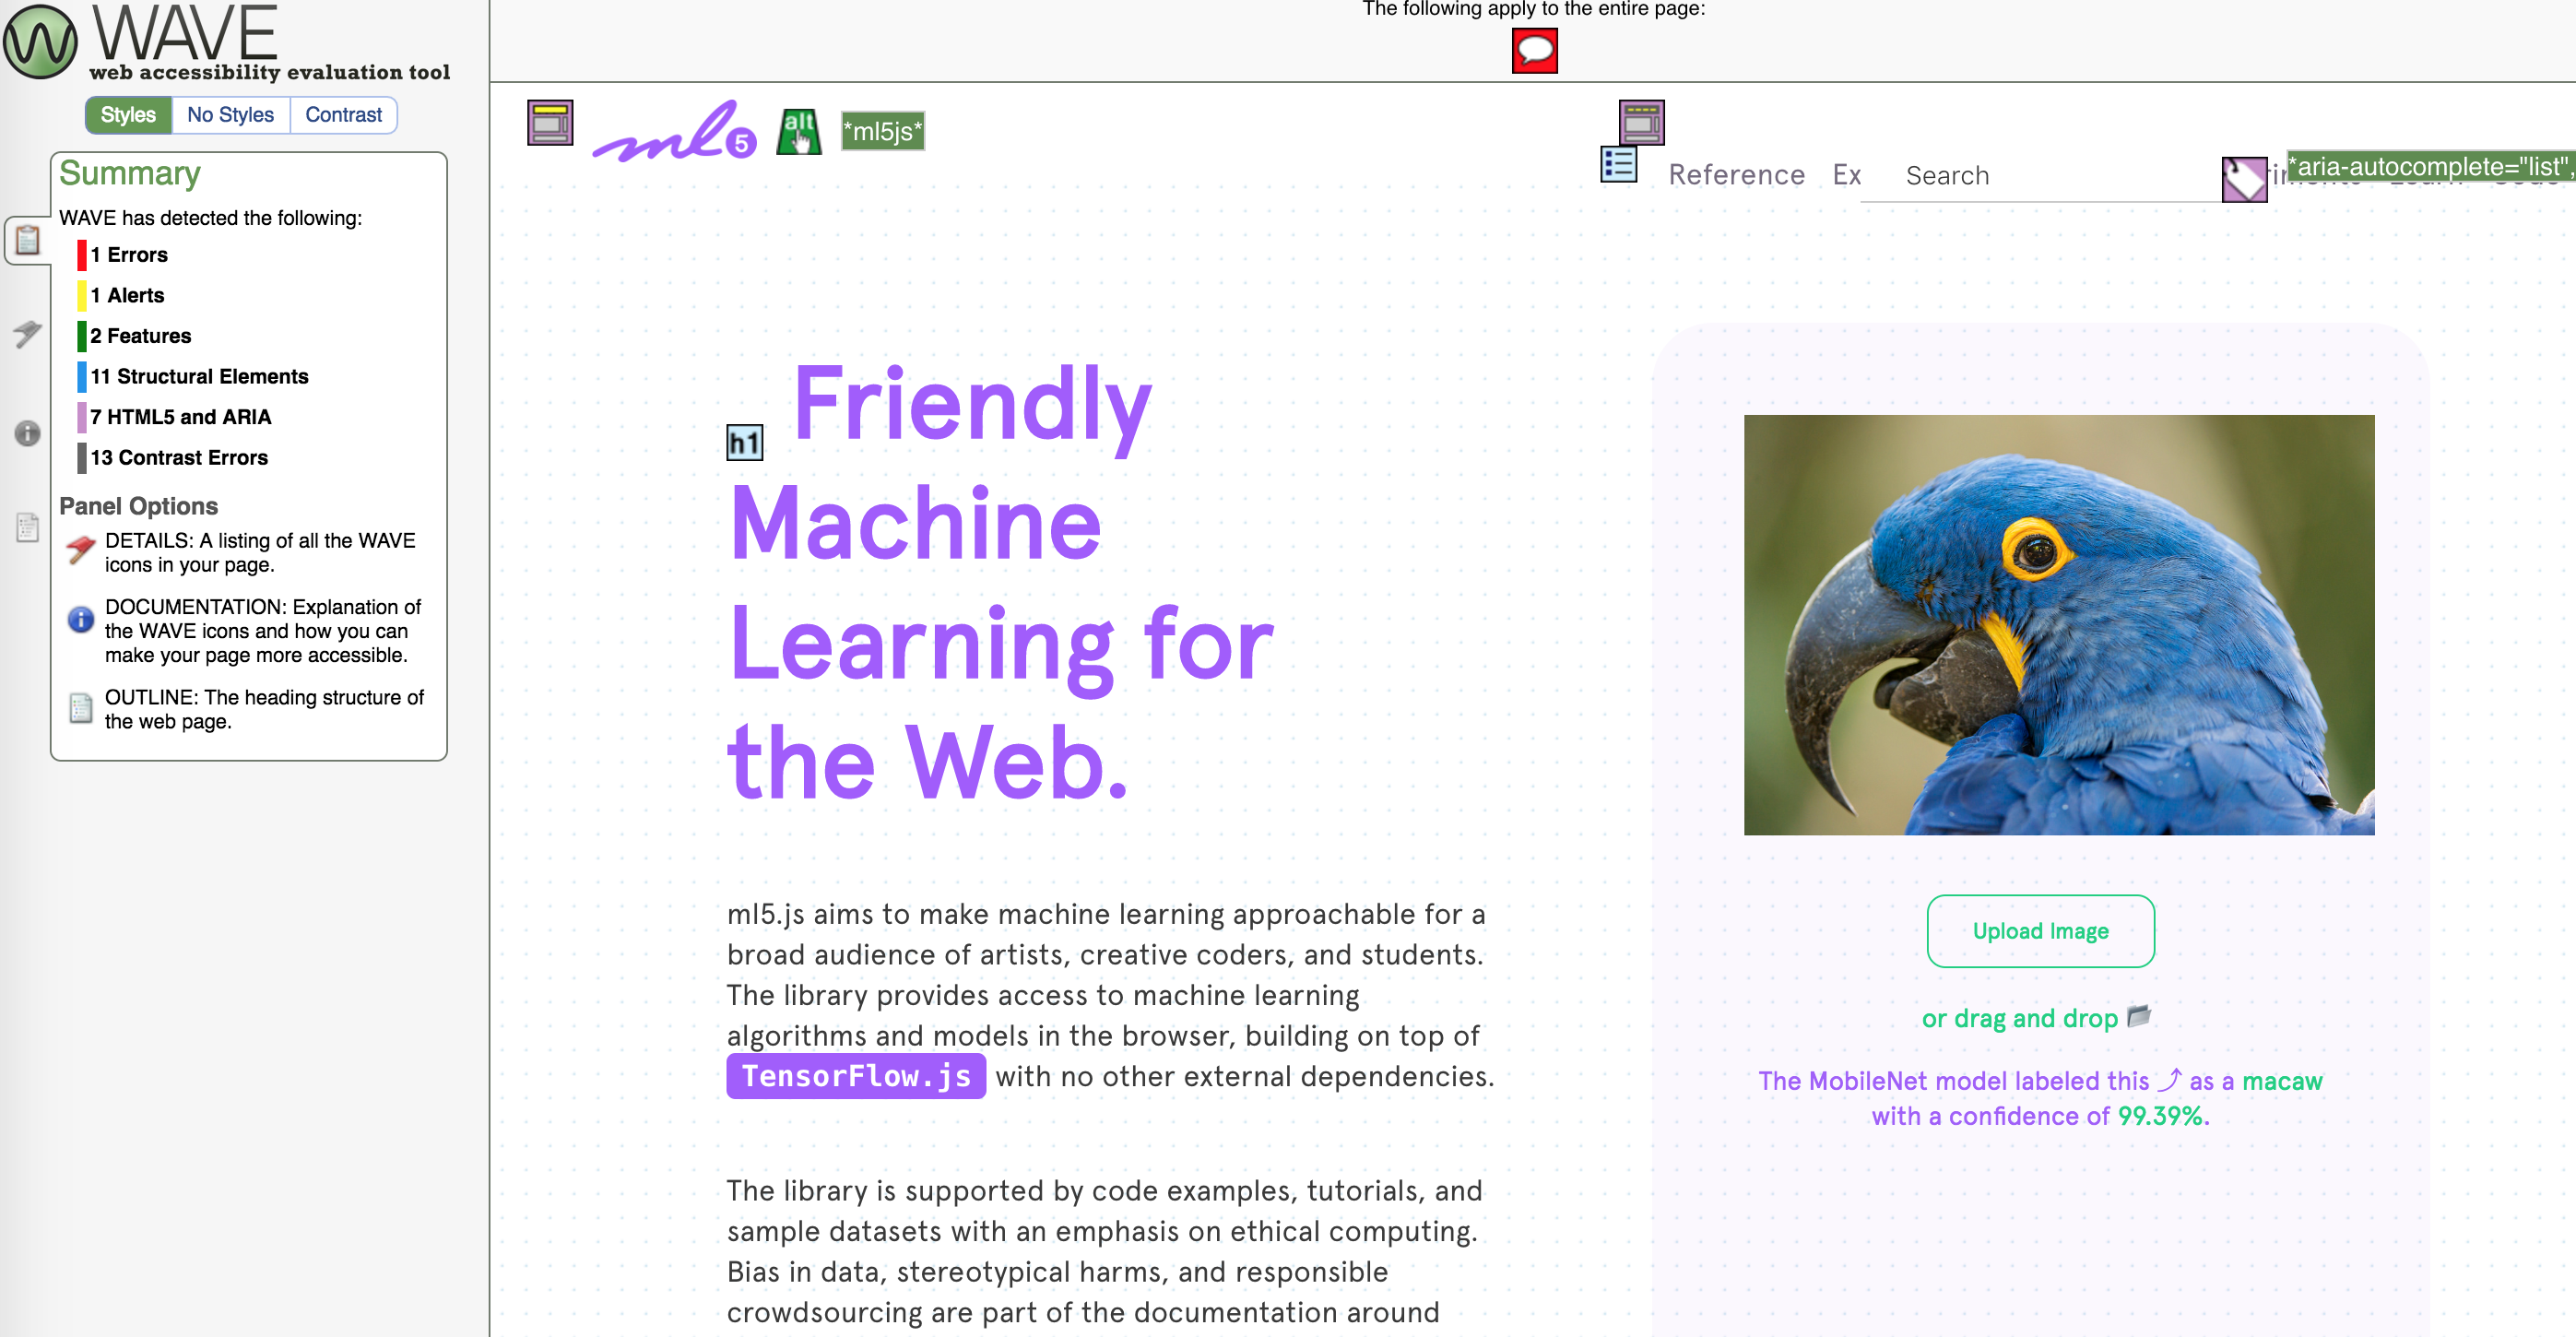 WAVE
web accessibility evaluation tool
Styles No Styles Contrast
Summary
WAVE has detected the following:
1 Errors
1 Alerts
2 Features
11 Structural Elements
7 HTML5 and ARIA
13 Contrast Errors
Panel Options
DETAILS: A listing of all the WAVE
icons in your page.
DOCUMENTATION: Explanation of
the WAVE icons and how you can
make your page more accessible.
OUTLINE: The heading structure of
the web page.
The following apply to the entire page:
ml5 alt *ml5js*
Reference Ex Search *aria-autocomplete="list",
h1 Friendly
Machine
Learning for
the Web.
ml5.js aims to make machine learning approachable for a
broad audience of artists, creative coders, and students.
The library provides access to machine learning
algorithms and models in the browser, building on top of
TensorFlow.js with no other external dependencies.
The library is supported by code examples, tutorials, and
sample datasets with an emphasis on ethical computing.
Bias in data, stereotypical harms, and responsible
crowdsourcing are part of the documentation around
Upload Image
or drag and drop
The MobileNet model labeled this ⤴ as a macaw
with a confidence of 99.39%.